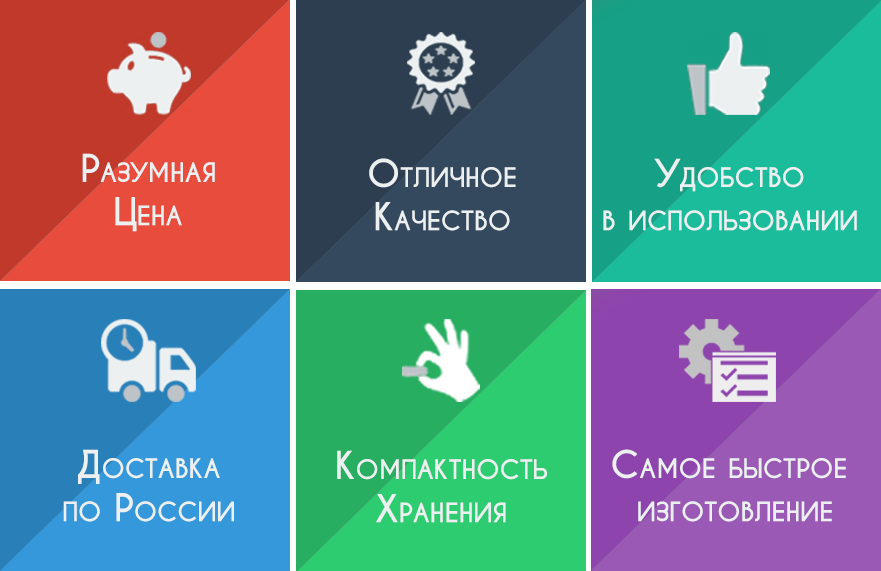 Разумная
Цена
Отличное
Качество
Удобство
в использовании
Доставка
по России
Компактность
Хранения
Самое быстрое
изготовление